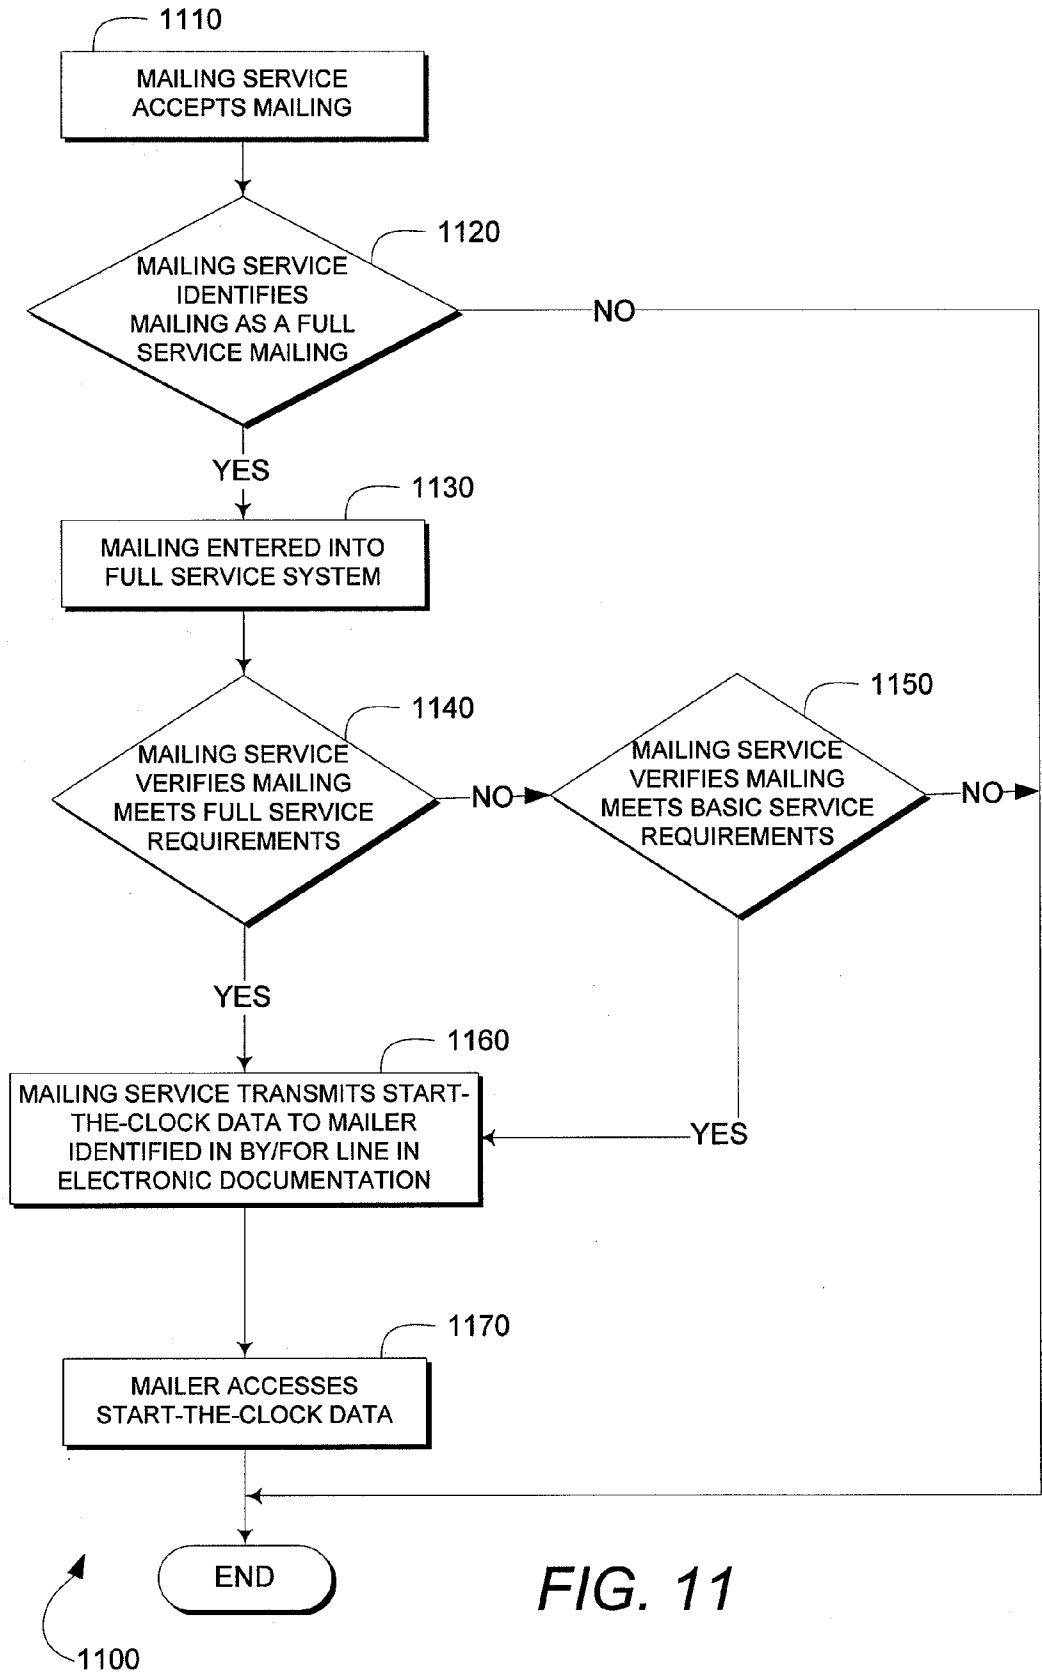 1110
MAILING SERVICE
ACCEPTS MAILING
1120
MAILING SERVICE
IDENTIFIES
MAILING AS A FULL
SERVICE MAILING
NO
YES
1130
MAILING ENTERED INTO
FULL SERVICE SYSTEM
1140
MAILING SERVICE
VERIFIES MAILING
MEETS FULL SERVICE
REQUIREMENTS
NO
1150
MAILING SERVICE
VERIFIES MAILING
MEETS BASIC SERVICE
REQUIREMENTS
NO
YES
YES
1160
MAILING SERVICE TRANSMITS START-
THE-CLOCK DATA TO MAILER
IDENTIFIED IN BY/FOR LINE IN
ELECTRONIC DOCUMENTATION
1170
MAILER ACCESSES
START-THE-CLOCK DATA
END
FIG. 11
1100